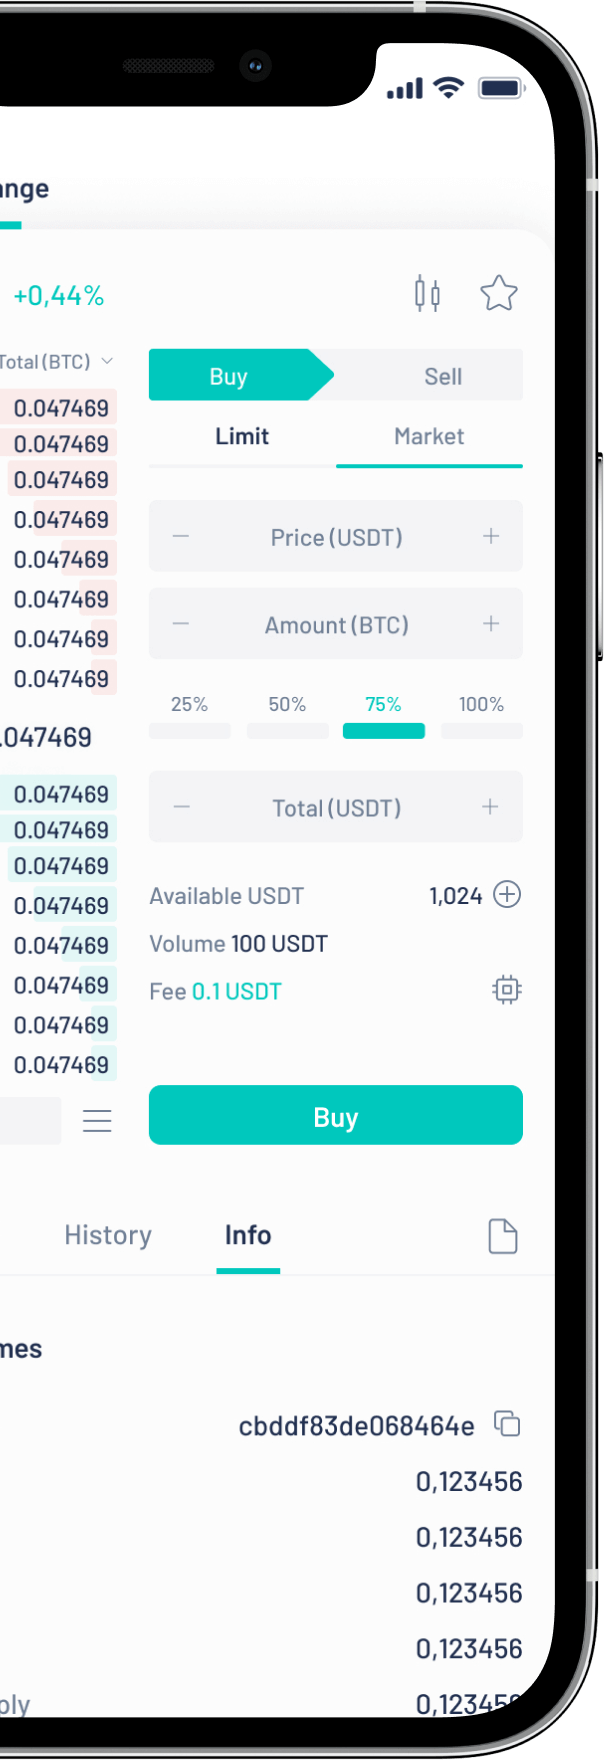 ange
+0,44%
Total (BTC)
Buy
Sell
0.047469
Limit
Market
0.047469
0.047469
0.047469
Price (USDT)
0.047469
0.047469
Amount (BTC)
0.047469
0.047469
25%
50%
75%
100%
.047469
0.047469
Total (USDT)
0.047469
0.047469
0.047469
Available USDT
1,024
0.047469
Volume 100 USDT
0.047469
Fee 0.1 USDT
0.047469
0.047469
Buy
History
Info
mes
cbddf83de068464e
0,123456
0,123456
0,123456
0,123456
ply
0,123456